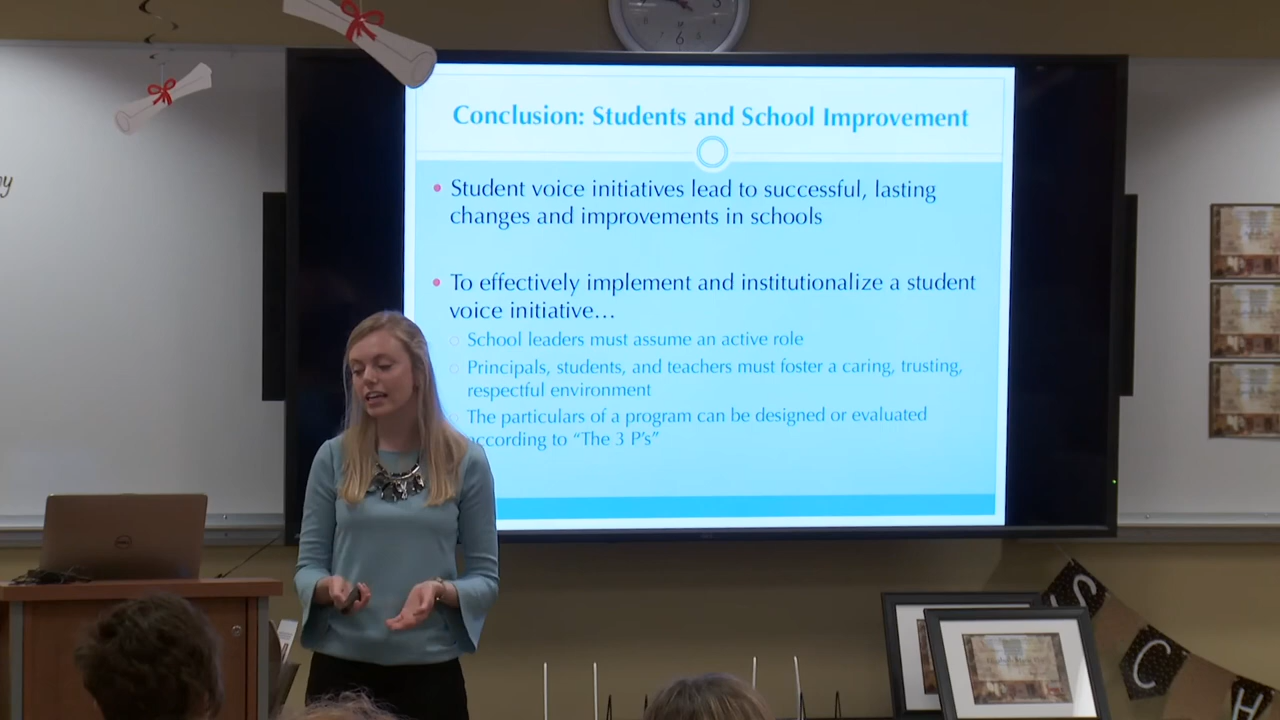 Conclusion: Students and School Improvement
• Student voice initiatives lead to successful, lasting
changes and improvements in schools
• To effectively implement and institutionalize a student
voice initiative…
○ School leaders must assume an active role
○ Principals, students, and teachers must foster a caring, trusting,
respectful environment
○ The particulars of a program can be designed or evaluated
according to “The 3 P’s”
6
DELL
S
C
H